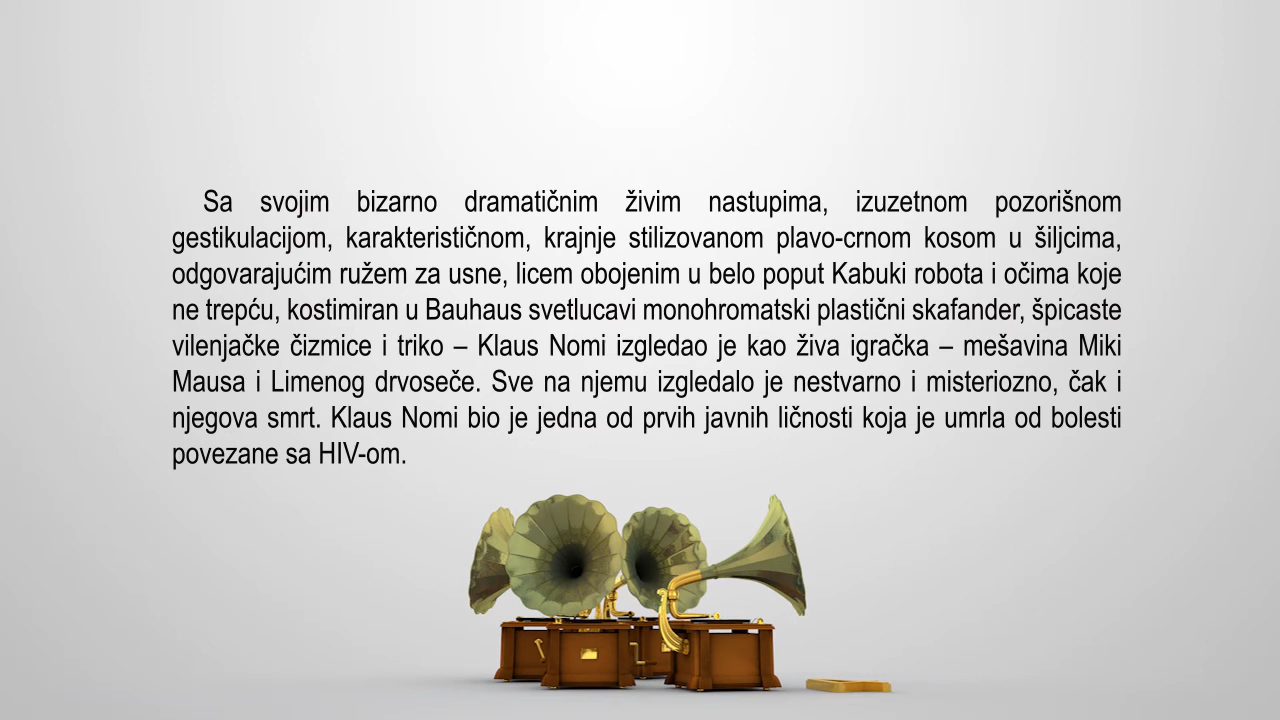 Sa svojim bizarno dramatičnim živim nastupima, izuzetnom pozorišnom
gestikulacijom, karakterističnom, krajnje stilizovanom plavo-crnom kosom u šiljcima,
odgovarajućim ružem za usne, licem obojenim u belo poput Kabuki robota i očima koje
ne trepću, kostimiran u Bauhaus svetlucavi monohromatski plastični skafander, špicaste
vilenjačke čizmice i triko – Klaus Nomi izgledao je kao živa igračka – mešavina Miki
Mausa i Limenog drvoseče. Sve na njemu izgledalo je nestvarno i misteriozno, čak i
njegova smrt. Klaus Nomi bio je jedna od prvih javnih ličnosti koja je umrla od bolesti
povezane sa HIV-om.